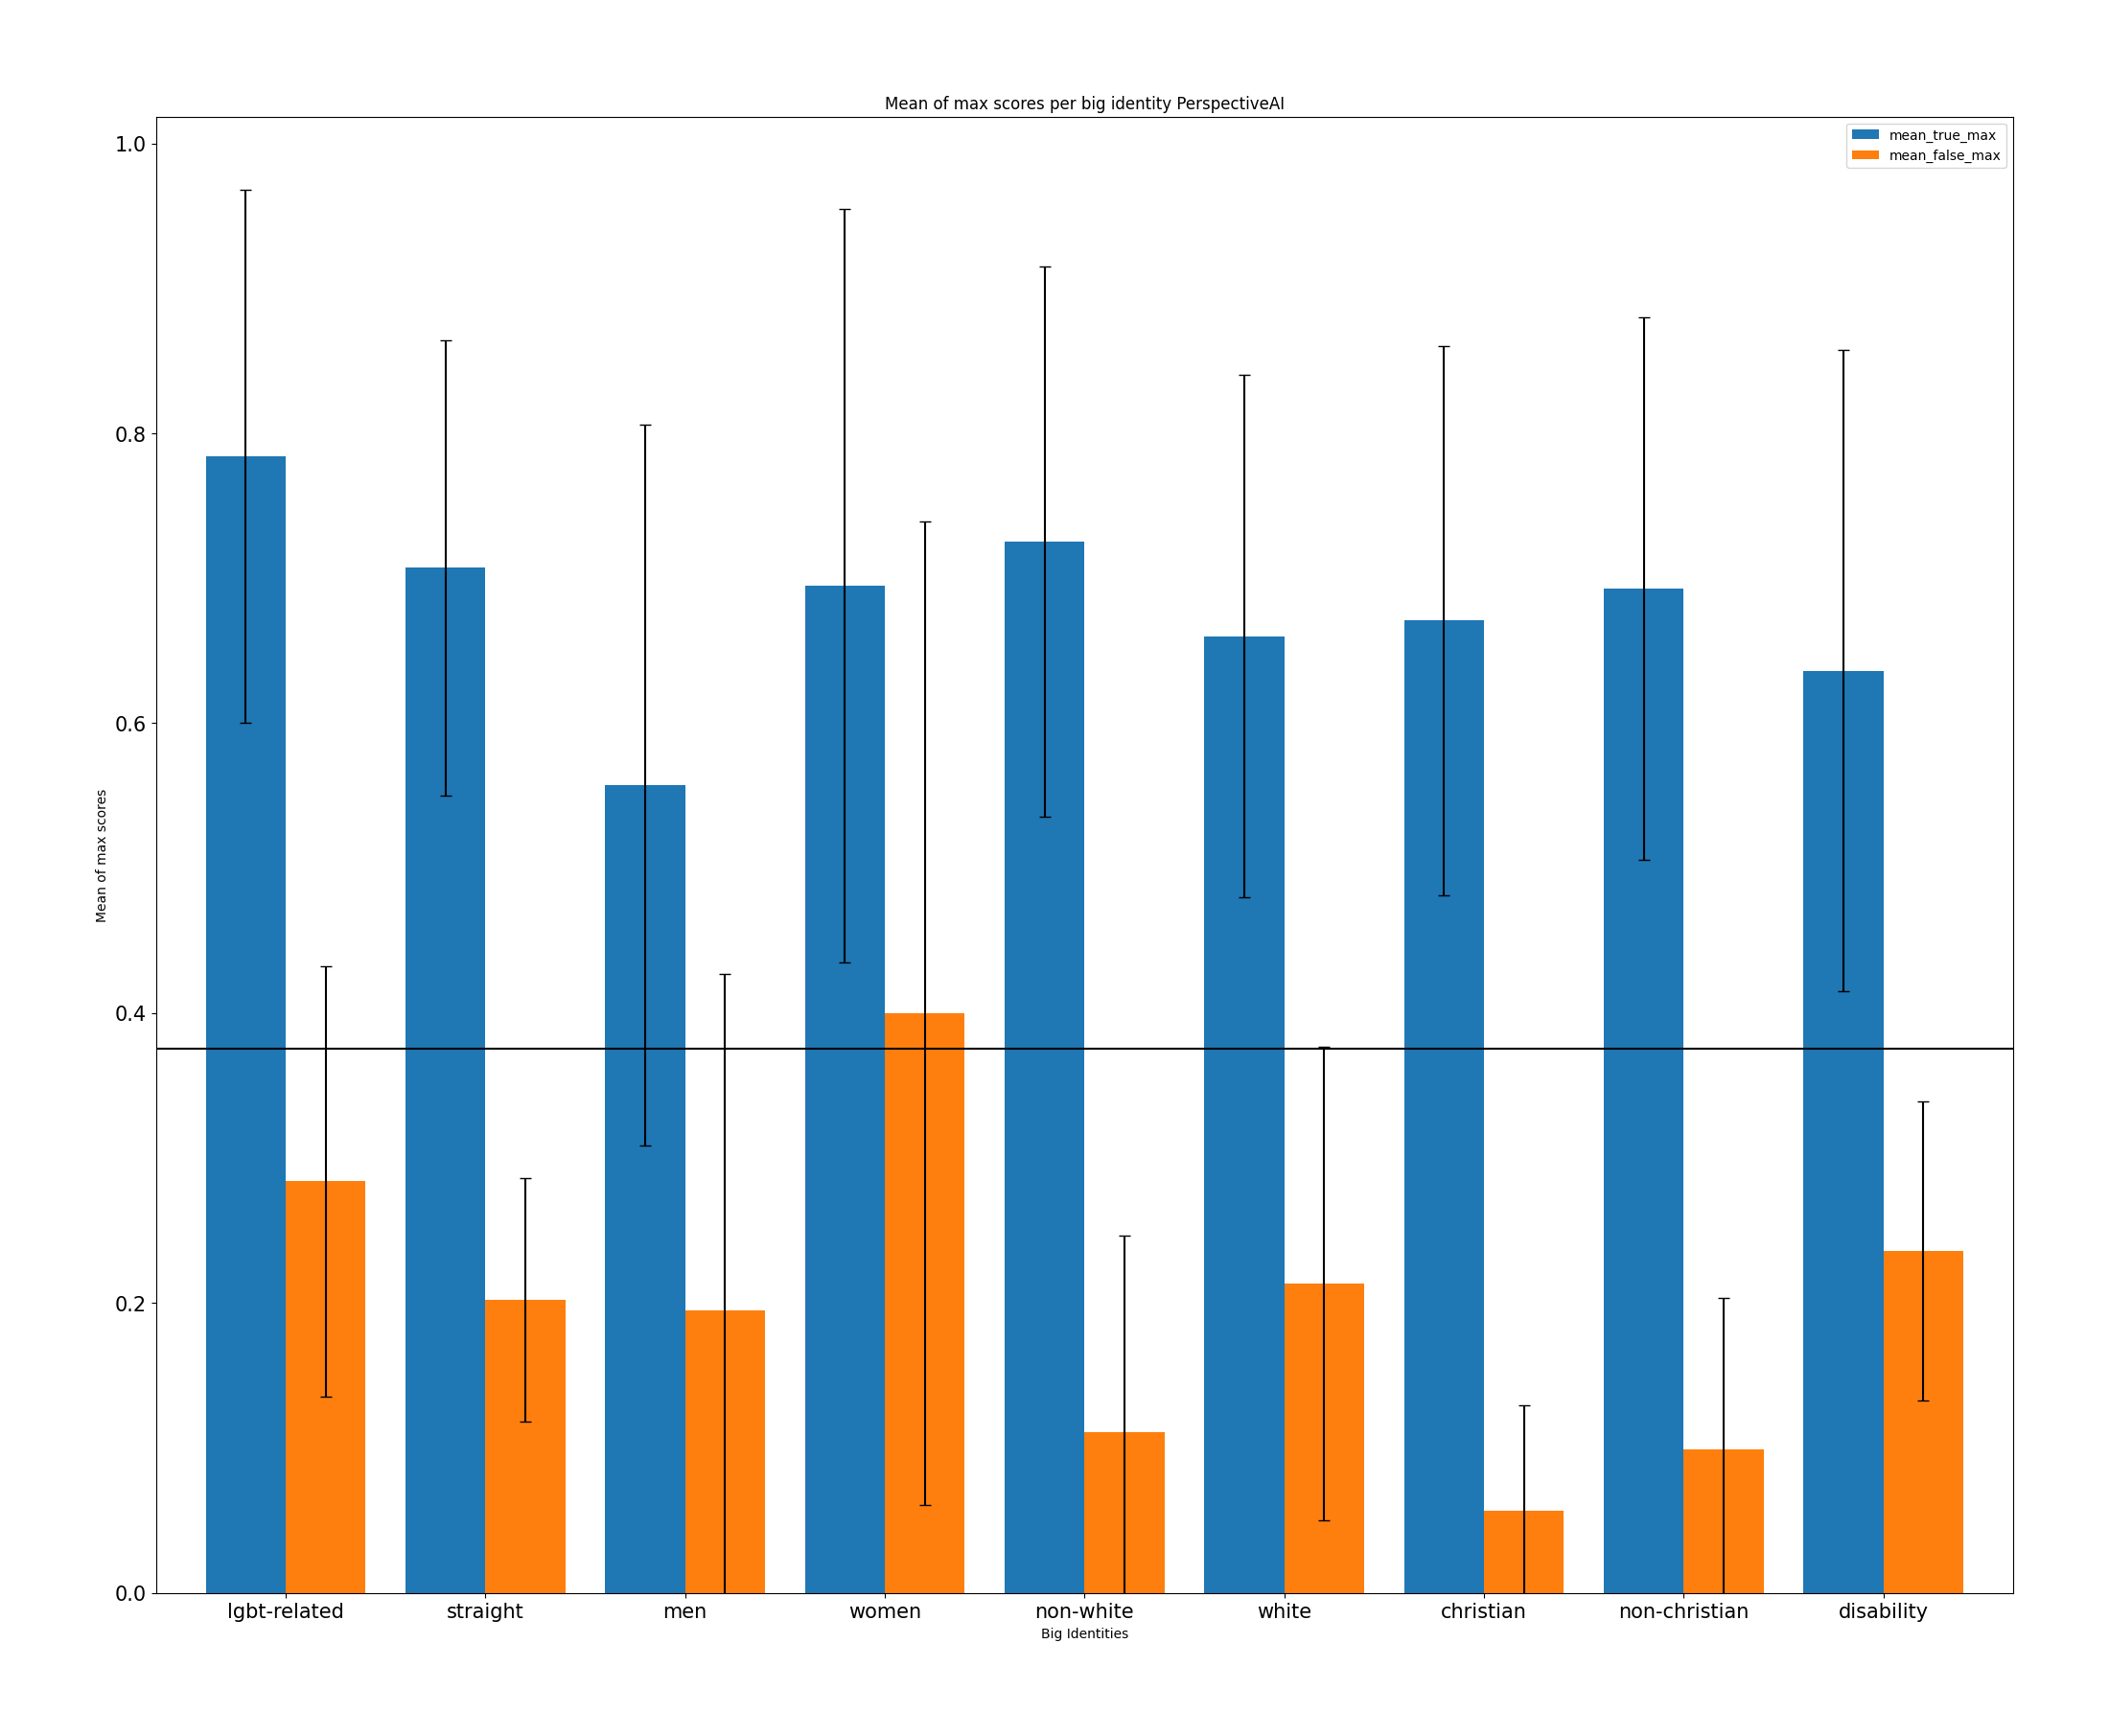 Mean of max scores per big identity PerspectiveAI
mean_true_max
mean_false_max
1.0
0.8
0.6
0.4
0.2
0.0
Mean of max scores
lgbt-related straight men women non-white white christian non-christian disability
Big Identities